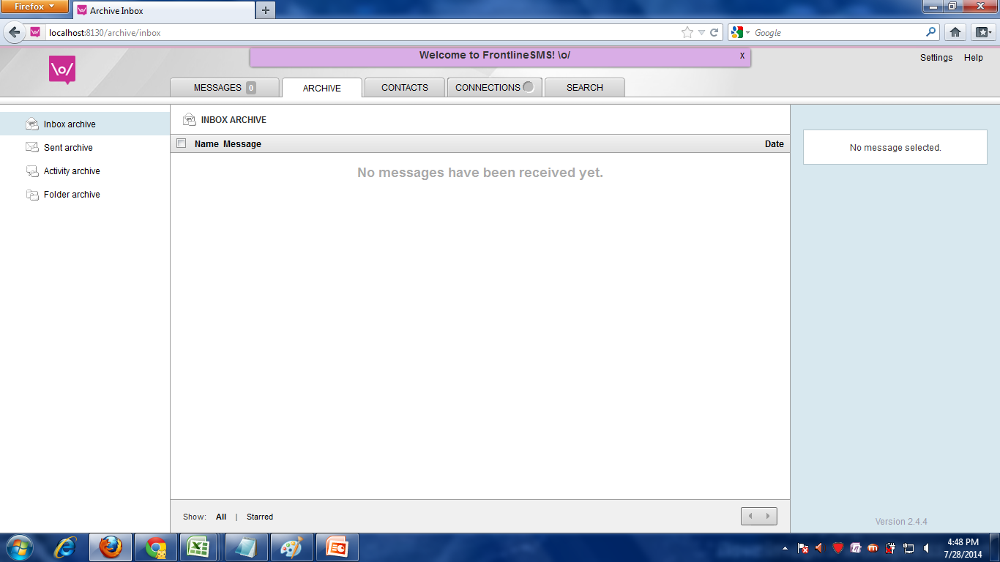 Firefox
Archive Inbox
localhost:8130/archive/inbox
Google
Welcome to FrontlineSMS! \o/
x
Settings
Help
\o/
MESSAGES 0
ARCHIVE
CONTACTS
CONNECTIONS
SEARCH
Inbox archive
Sent archive
Activity archive
Folder archive
INBOX ARCHIVE
Name Message Date
No messages have been received yet.
No message selected.
Show: All | Starred
Version 2.4.4
4:48 PM
7/28/2014